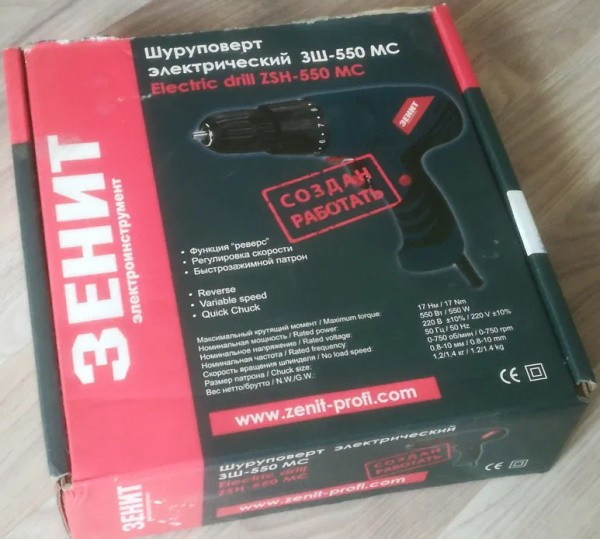 Шуруповерт
электрический ЗШ-550 МС
Electric drill ZSH-550 MC
ЗЕНИТ
электроинструмент
ЗЕНИТ
СОЗДАН
РАБОТАТЬ
• Функция "реверс"
• Регулировка скорости
• Быстрозажимной патрон
• Reverse
• Variable speed
• Quick Chuck
Максимальный крутящий момент / Maximum torque: 17 Нм / 17 Nm
Номинальная мощность / Rated power: 550 Вт / 550 W
Номинальное напряжение / Rated voltage: 220 В ±10% / 220 V ±10%
Номинальная частота / Rated frequency: 50 Гц / 50 Hz
Скорость вращения шпинделя / No load speed: 0-750 об/мин / 0-750 rpm
Размер патрона / Chuck size: 0,8-10 мм / 0.8-10 mm
Вес нетто/брутто / N.W./G.W.: 1,2/1,4 кг / 1.2/1.4 kg
CE
www.zenit-profi.com
Шуруповерт электрический
ЗШ-550 МС
Electric drill
ZSH-550 MC
СОЗДАН
РАБОТАТЬ
CE
ЗЕНИТ
www.zenit-profi.com